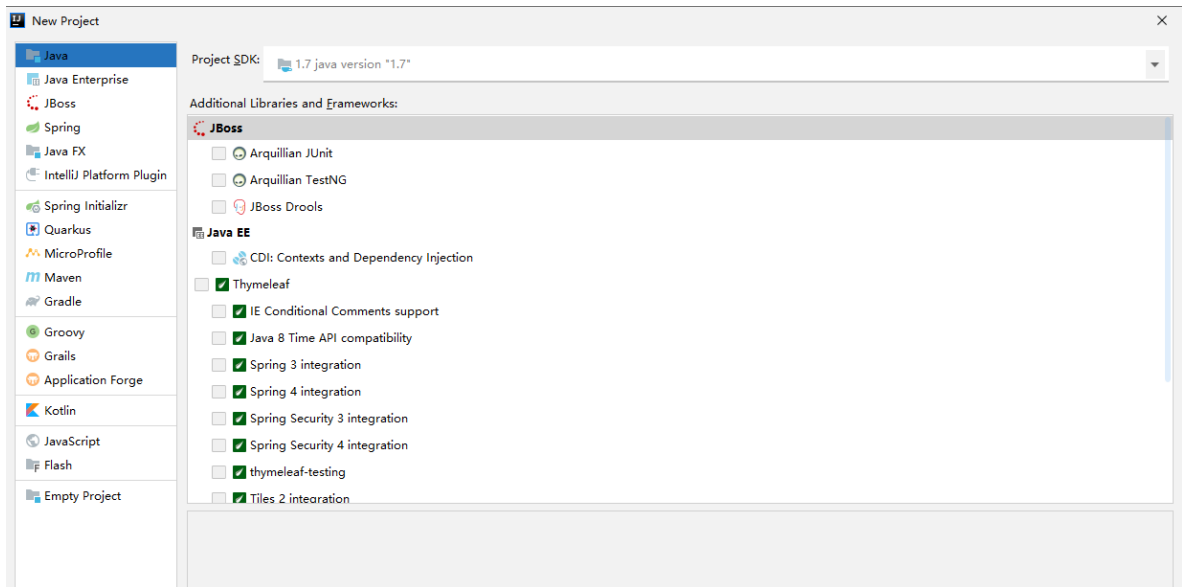 New Project
Java
Java Enterprise
JBoss
Spring
Java FX
IntelliJ Platform Plugin
Spring Initializr
Quarkus
MicroProfile
Maven
Gradle
Groovy
Grails
Application Forge
Kotlin
JavaScript
Flash
Empty Project
Project SDK:
1.7 java version "1.7"
Additional Libraries and Frameworks:
JBoss
Arquillian JUnit
Arquillian TestNG
JBoss Drools
Java EE
CDI: Contexts and Dependency Injection
Thymeleaf
IE Conditional Comments support
Java 8 Time API compatibility
Spring 3 integration
Spring 4 integration
Spring Security 3 integration
Spring Security 4 integration
thymeleaf-testing
Tiles 2 integration